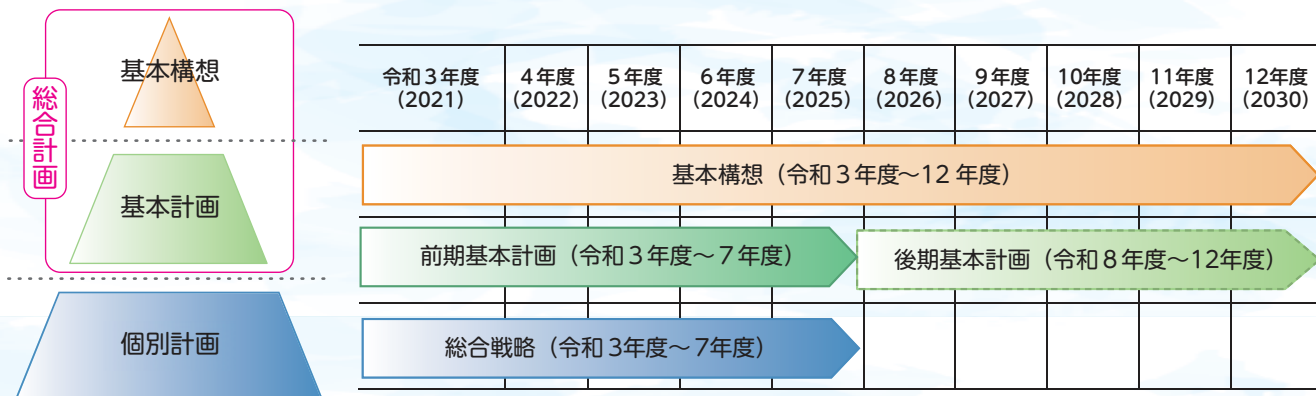 総合計画
基本構想
基本計画
個別計画
令和3年度 4年度 5年度 6年度 7年度 8年度 9年度 10年度 11年度 12年度
(2021) (2022) (2023) (2024) (2025) (2026) (2027) (2028) (2029) (2030)
基本構想（令和3年度～12年度）
前期基本計画（令和3年度～7年度） 後期基本計画（令和8年度～12年度）
総合戦略（令和3年度～7年度）